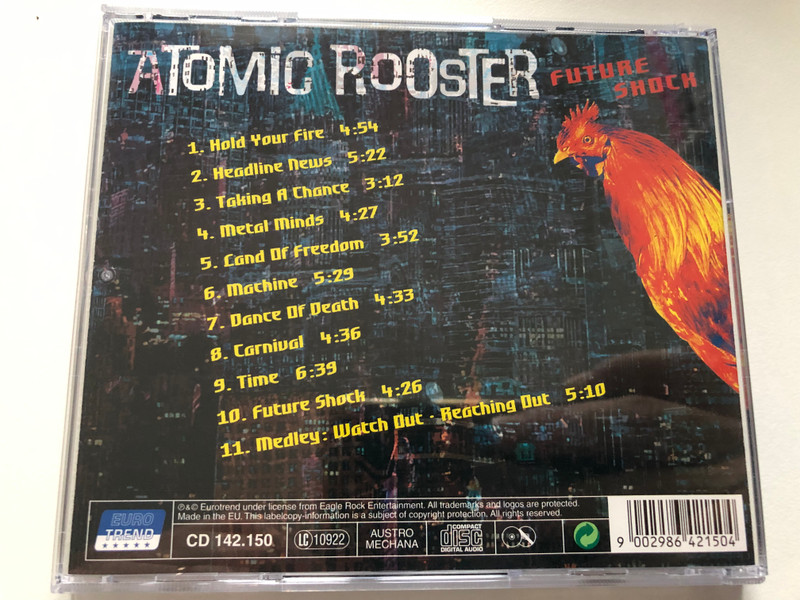 ATOMIC ROOSTER
FUTURE
SHOCK
1. Hold Your Fire 4:54
2. Headline News 5:22
3. Taking A Chance 3:12
4. Metal Minds 4:27
5. Land Of Freedom 3:52
6. Machine 5:29
7. Dance Of Death 4:33
8. Carnival 4:36
9. Time 6:39
10. Future Shock 4:26
11. Medley: Watch Out - Reaching Out 5:10
℗&© Eurotrend under license from Eagle Rock Entertainment. All trademarks and logos are protected.
Made in the EU. This labelcopy-information is a subject of copyright protection. All rights reserved.
EURO
TREND
CD 142.150
LC 10922
AUSTRO
MECHANA
COMPACT
disc
DIGITAL AUDIO
9 002986 421504